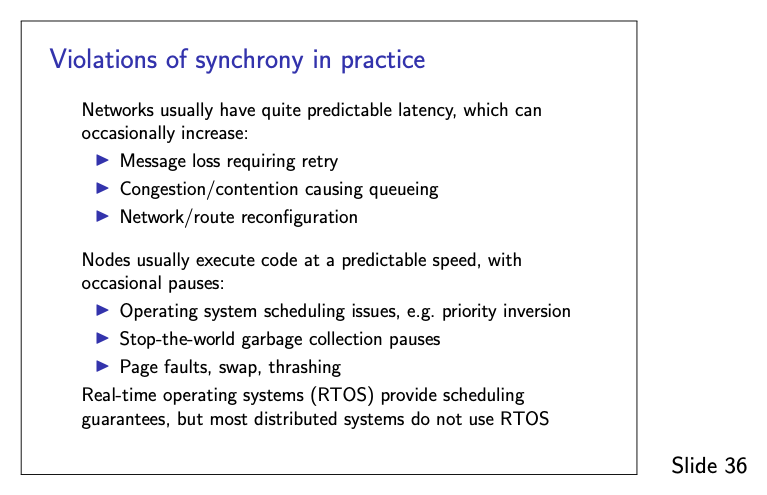 Violations of synchrony in practice
Networks usually have quite predictable latency, which can
occasionally increase:
▶ Message loss requiring retry
▶ Congestion/contention causing queueing
▶ Network/route reconfiguration
Nodes usually execute code at a predictable speed, with
occasional pauses:
▶ Operating system scheduling issues, e.g. priority inversion
▶ Stop-the-world garbage collection pauses
▶ Page faults, swap, thrashing
Real-time operating systems (RTOS) provide scheduling
guarantees, but most distributed systems do not use RTOS
Slide 36